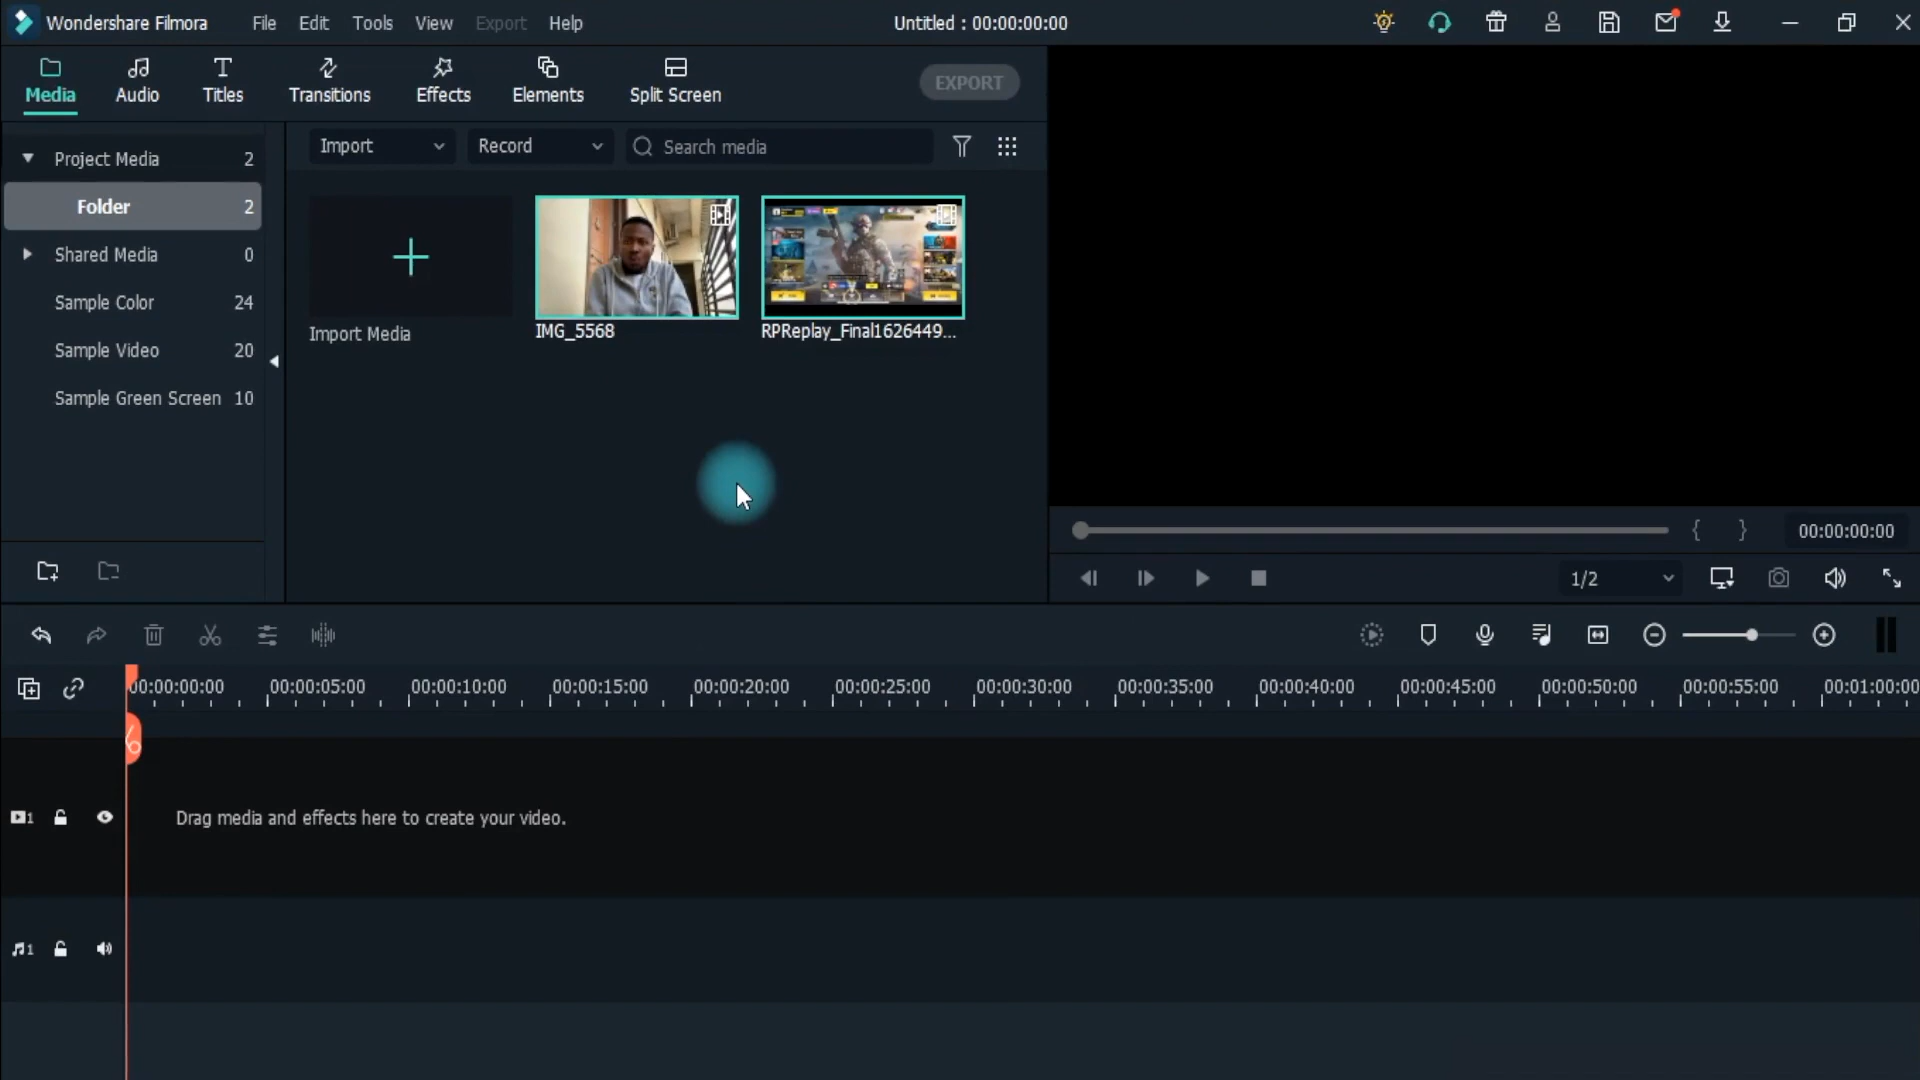 Wondershare Filmora File Edit Tools View Export Help Untitled : 00:00:00:00
Media Audio Titles Transitions Effects Elements Split Screen EXPORT
Project Media 2
Folder 2
Shared Media 0
Sample Color 24
Sample Video 20
Sample Green Screen 10
Import Record Search media
Import Media IMG_5568 RPReplay_Final1626449...
{ } 00:00:00:00
1/2
00:00:00:00 00:00:05:00 00:00:10:00 00:00:15:00 00:00:20:00 00:00:25:00 00:00:30:00 00:00:35:00 00:00:40:00 00:00:45:00 00:00:50:00 00:00:55:00 00:01:00:00
1 Drag media and effects here to create your video.
1